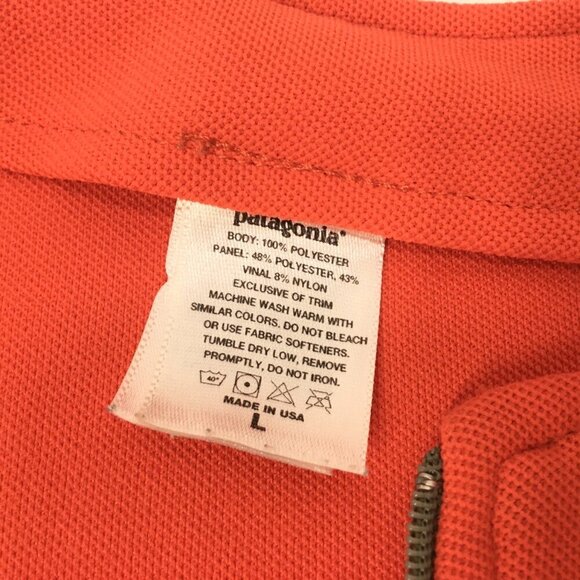 patagonia®
BODY: 100% POLYESTER
PANEL: 48% POLYESTER, 43%
VINAL 8% NYLON
EXCLUSIVE OF TRIM
MACHINE WASH WARM WITH
SIMILAR COLORS, DO NOT BLEACH
OR USE FABRIC SOFTENERS.
TUMBLE DRY LOW, REMOVE
PROMPTLY, DO NOT IRON.
40°
MADE IN USA
L